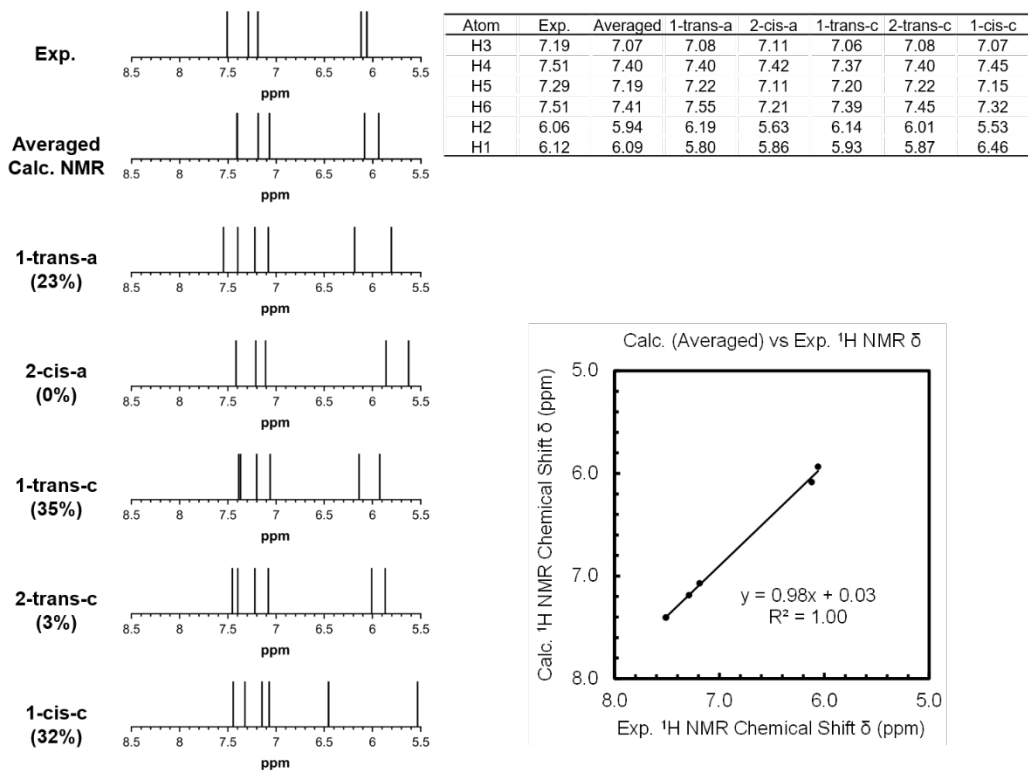 Exp.
8.5 8 7.5 7 6.5 6 5.5
ppm
Averaged
Calc. NMR
8.5 8 7.5 7 6.5 6 5.5
ppm
1-trans-a
(23%)
8.5 8 7.5 7 6.5 6 5.5
ppm
2-cis-a
(0%)
8.5 8 7.5 7 6.5 6 5.5
ppm
1-trans-c
(35%)
8.5 8 7.5 7 6.5 6 5.5
ppm
2-trans-c
(3%)
8.5 8 7.5 7 6.5 6 5.5
ppm
1-cis-c
(32%)
8.5 8 7.5 7 6.5 6 5.5
ppm
Atom Exp. Averaged 1-trans-a 2-cis-a 1-trans-c 2-trans-c 1-cis-c
H3 7.19 7.07 7.08 7.11 7.06 7.08 7.07
H4 7.51 7.40 7.40 7.42 7.37 7.40 7.45
H5 7.29 7.19 7.22 7.11 7.20 7.22 7.15
H6 7.51 7.41 7.55 7.21 7.39 7.45 7.32
H2 6.06 5.94 6.19 5.63 6.14 6.01 5.53
H1 6.12 6.09 5.80 5.86 5.93 5.87 6.46
Calc. (Averaged) vs Exp. ¹H NMR δ
Calc. ¹H NMR Chemical Shift δ (ppm)
5.0
6.0
7.0
8.0
y = 0.98x + 0.03
R² = 1.00
8.0 7.0 6.0 5.0
Exp. ¹H NMR Chemical Shift δ (ppm)